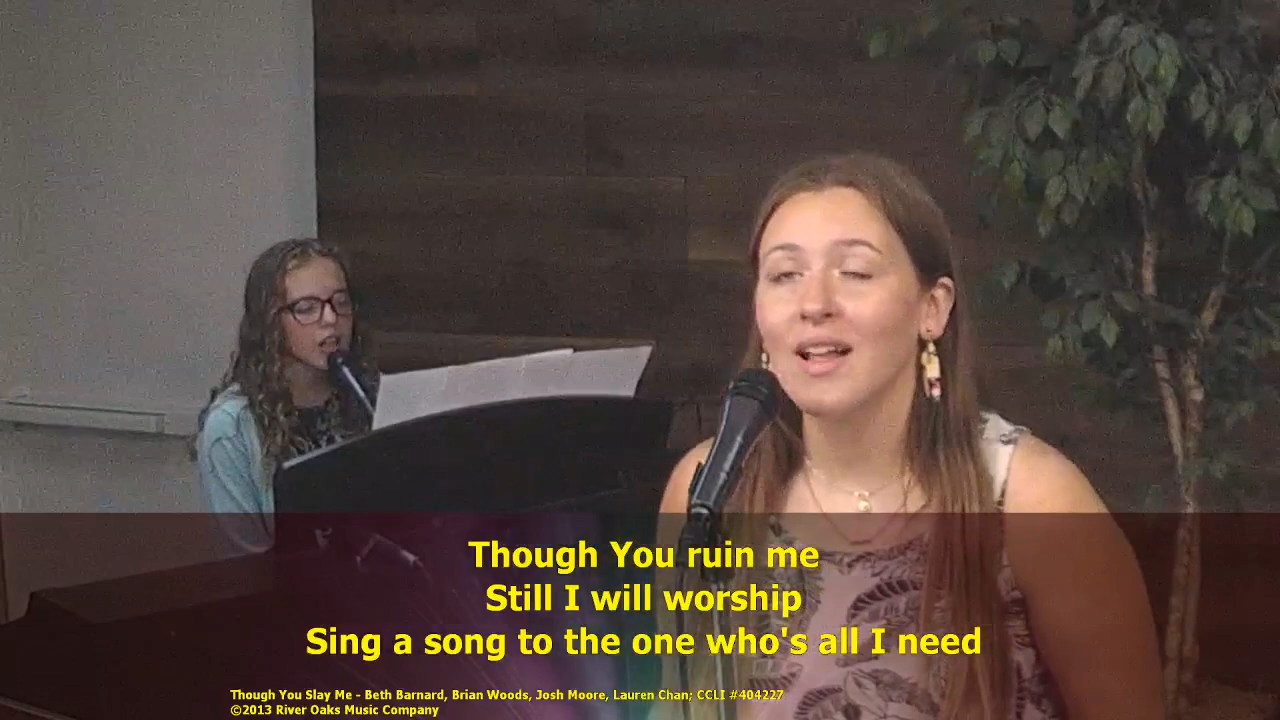 Though You ruin me
Still I will worship
Sing a song to the one who's all I need
Though You Slay Me - Beth Barnard, Brian Woods, Josh Moore, Lauren Chan; CCLI #404227
©2013 River Oaks Music Company